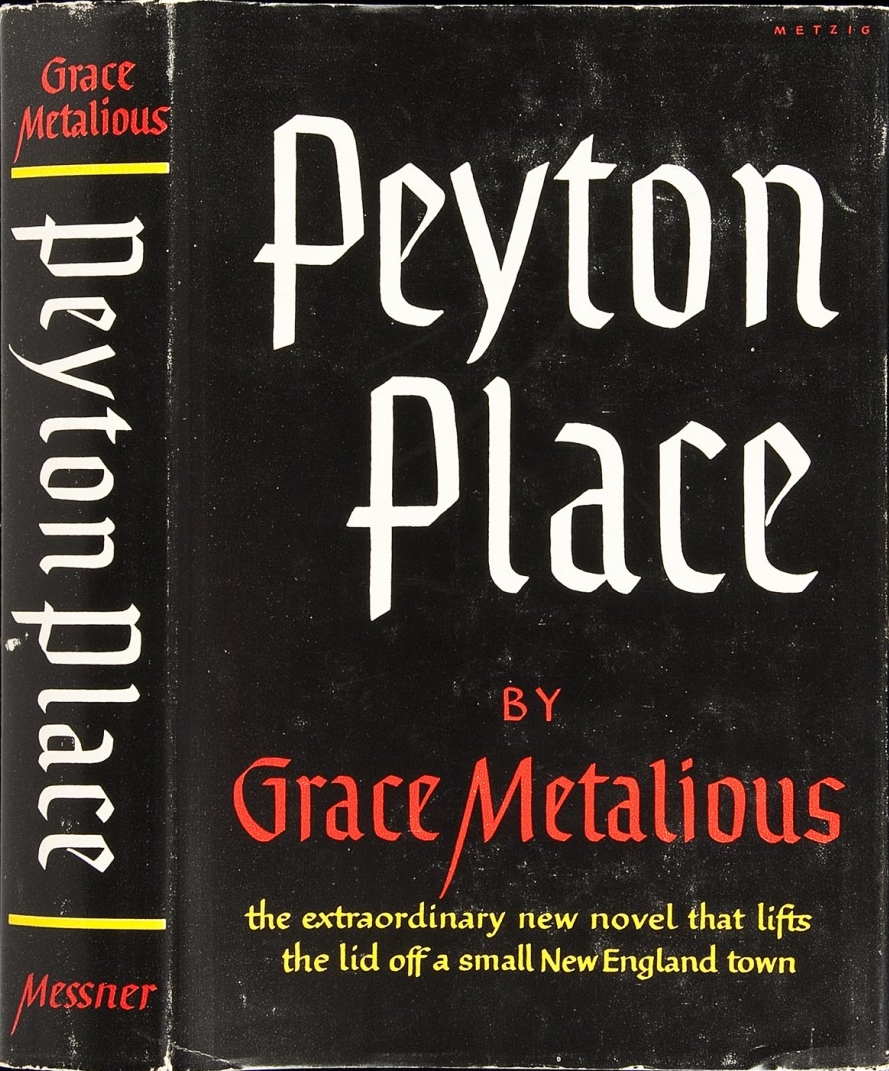 Grace
Metalious
Peyton Place
Messner
METZIG
Peyton
Place
BY
Grace Metalious
the extraordinary new novel that lifts
the lid off a small New England town